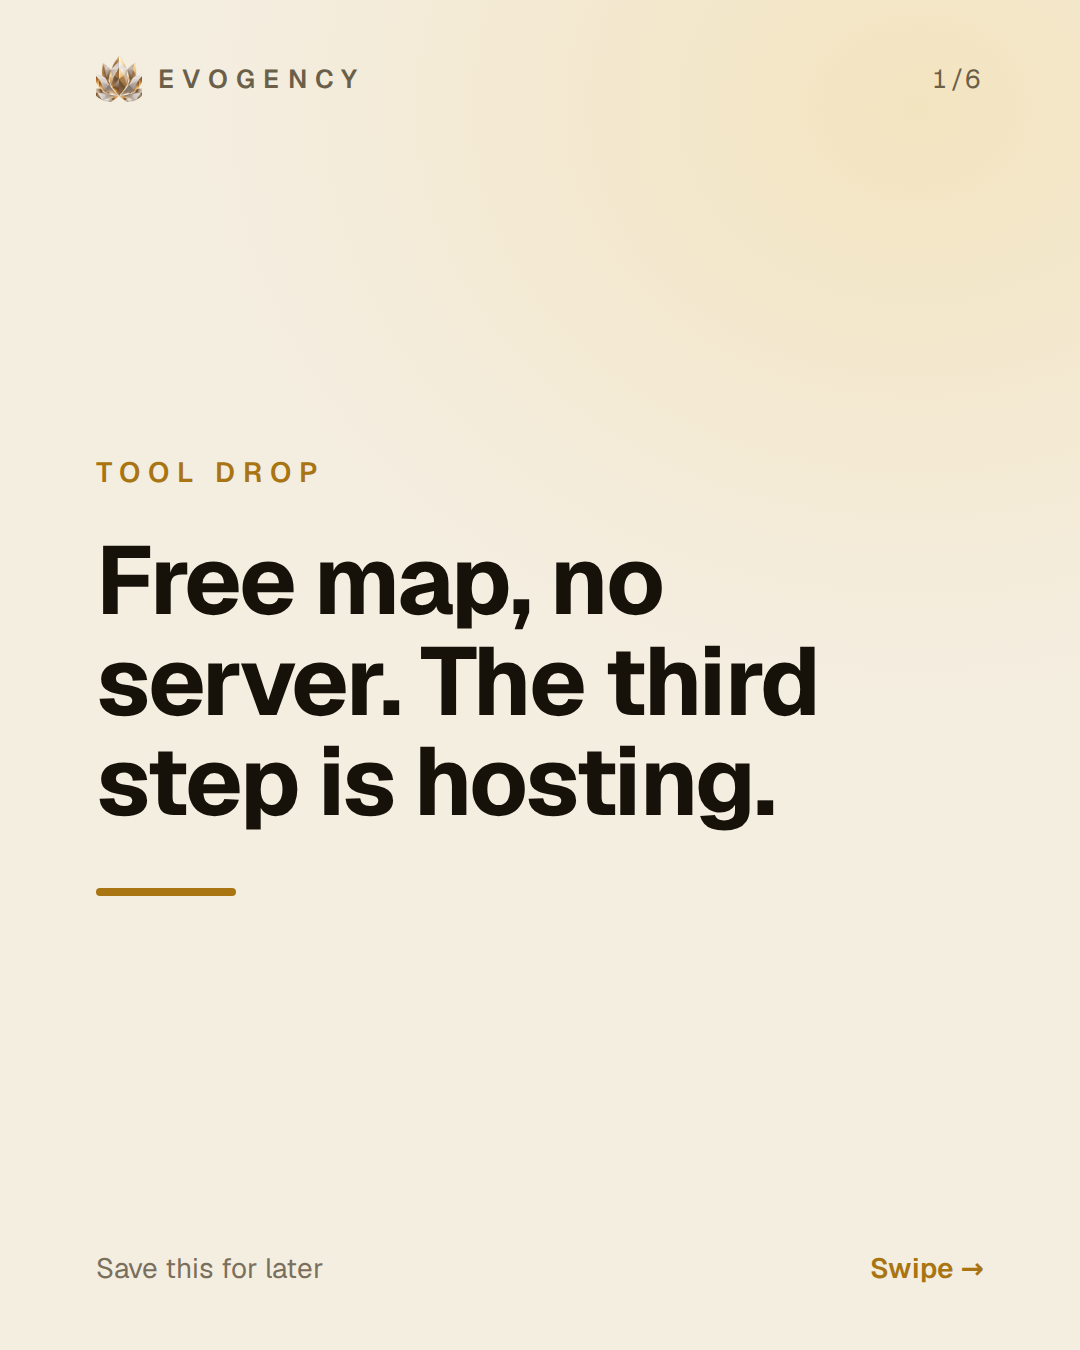 EVOGENCY
1/6
TOOL DROP
Free map, no
server. The third
step is hosting.
Save this for later
Swipe →